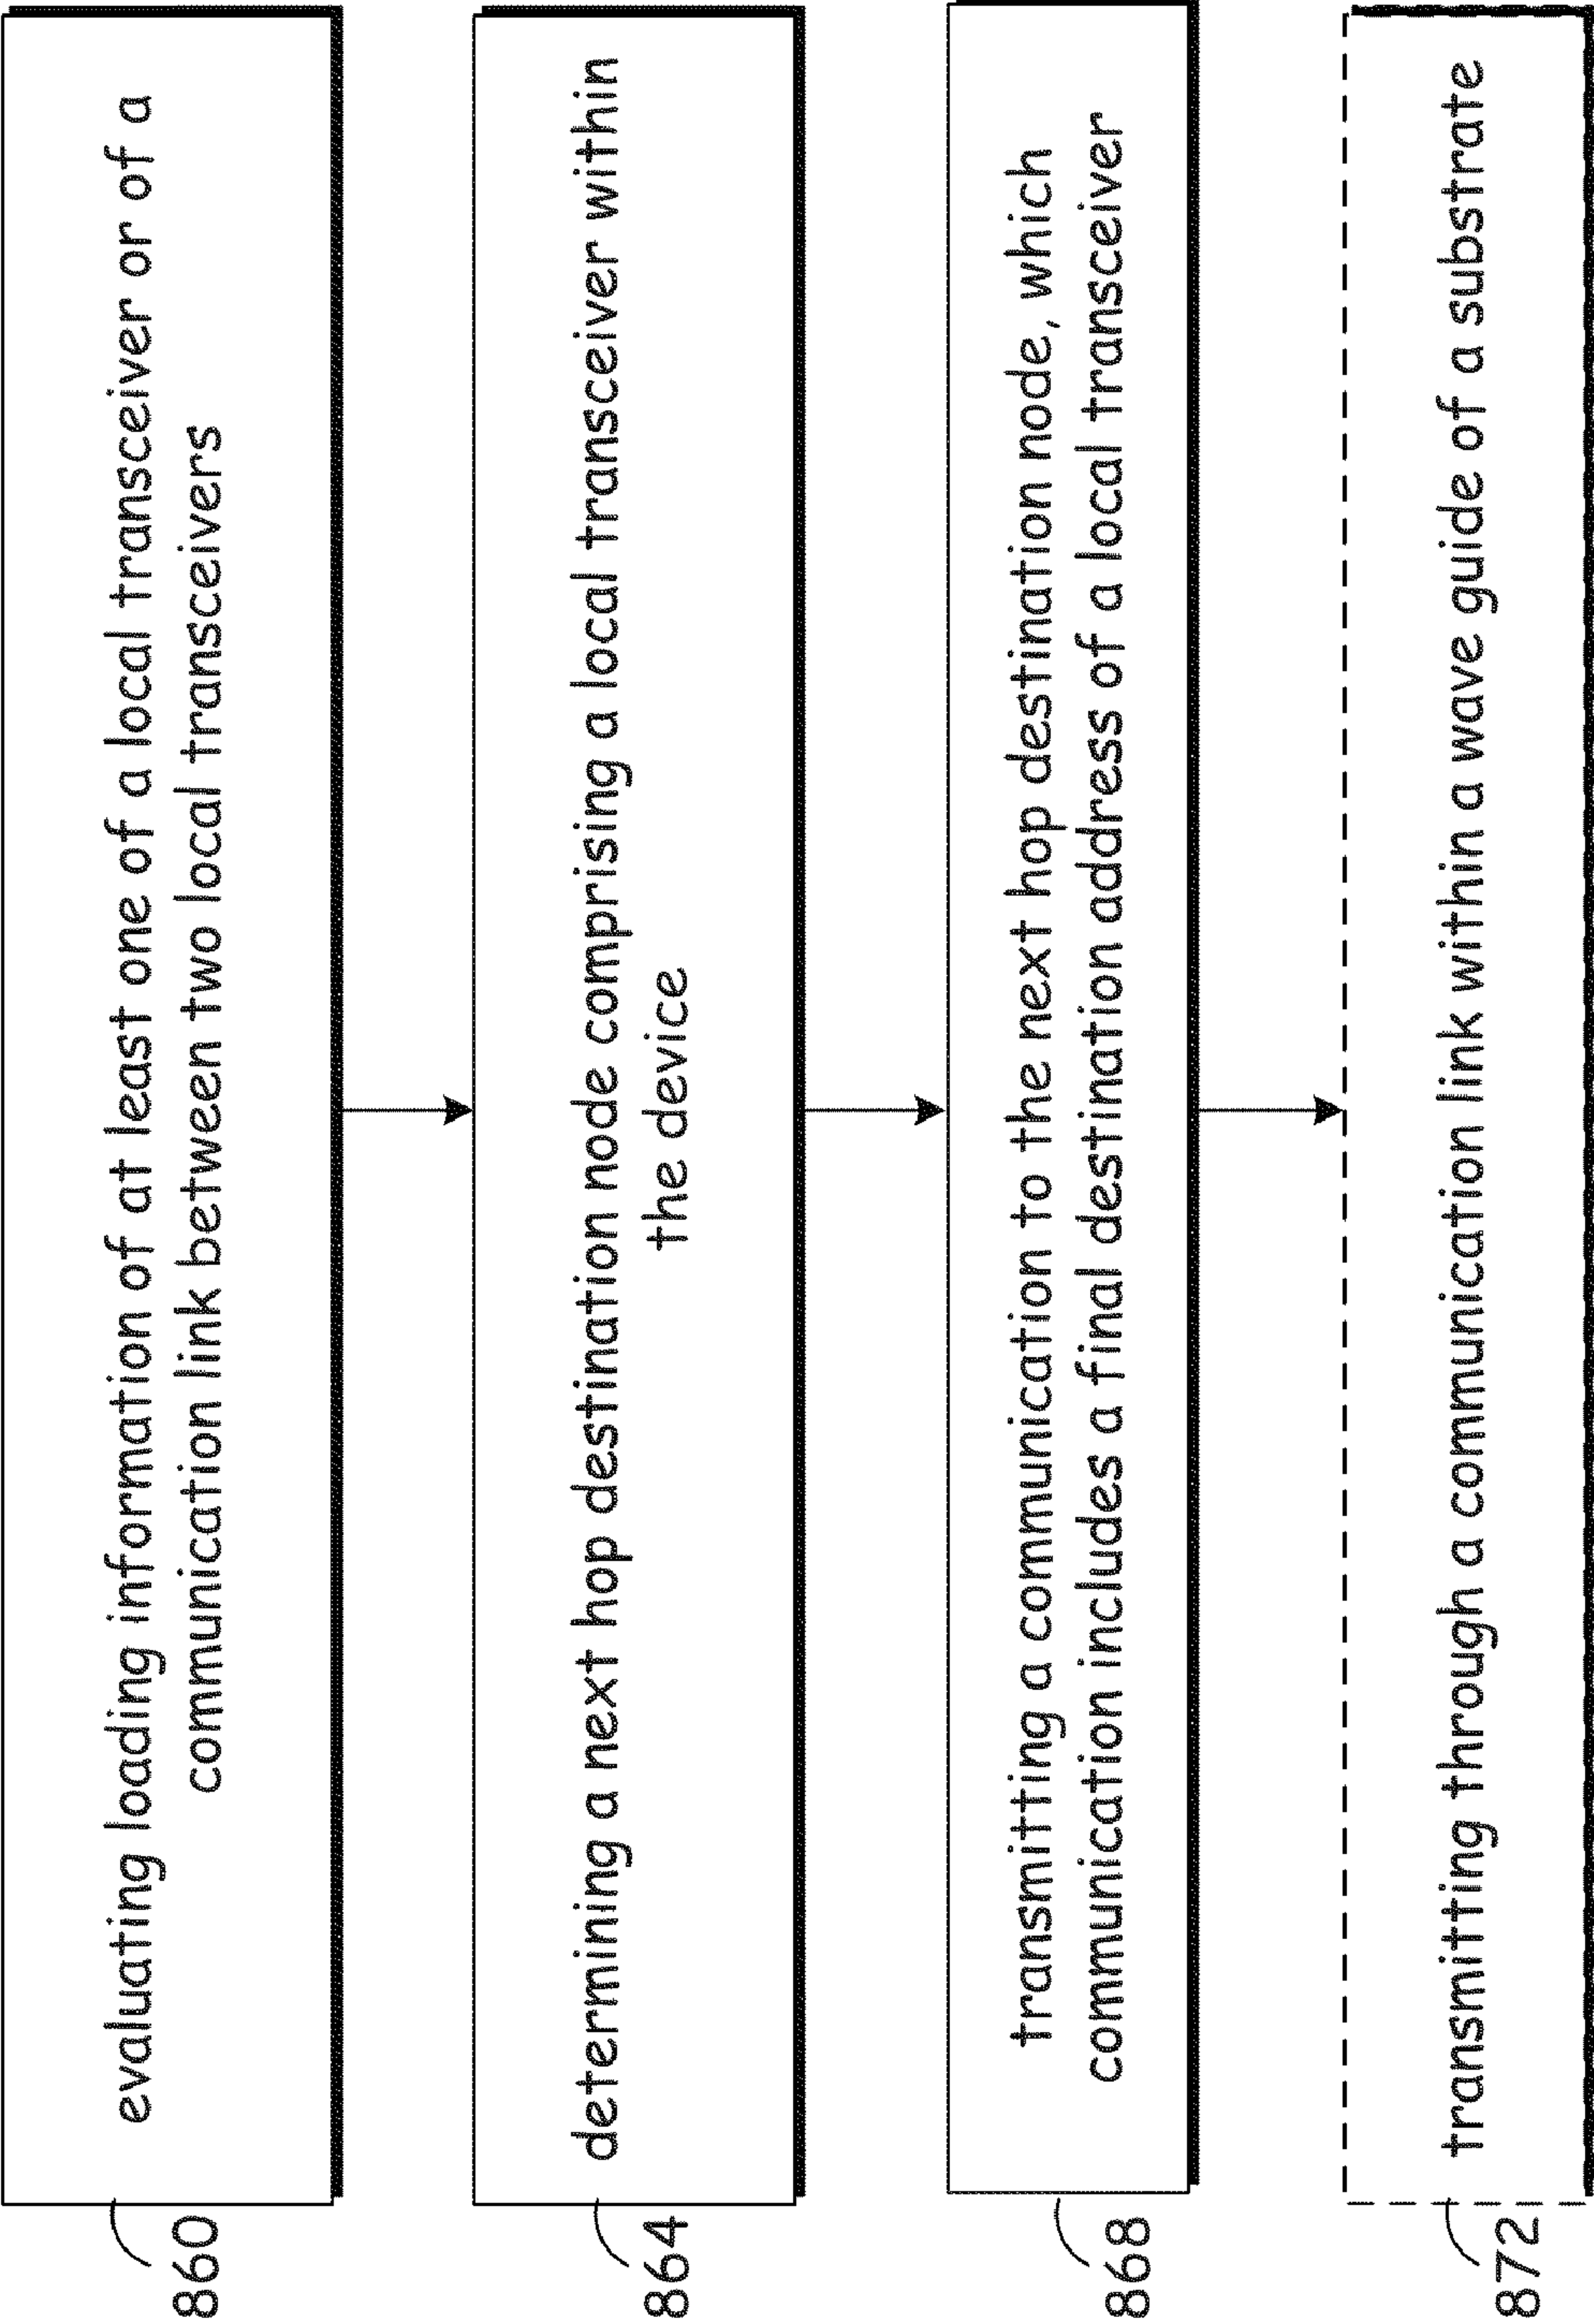 evaluating loading information of at least one of a local transceiver or of a
communication link between two local transceivers
860
determining a next hop destination node comprising a local transceiver within
the device
864
transmitting a communication to the next hop destination node, which
communication includes a final destination address of a local transceiver
868
transmitting through a communication link within a wave guide of a substrate
872